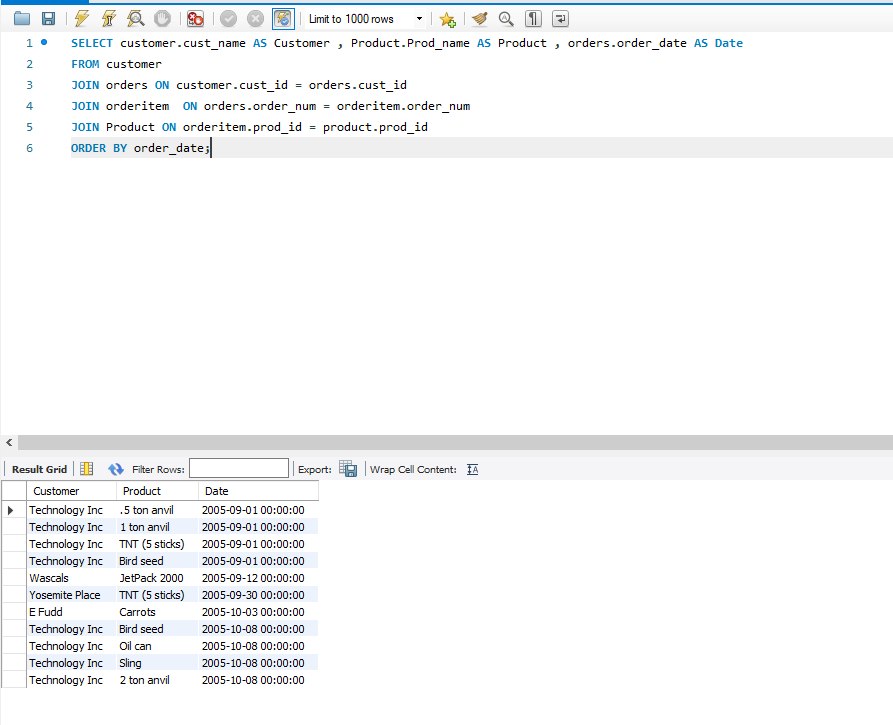 Limit to 1000 rows
1 SELECT customer.cust_name AS Customer , Product.Prod_name AS Product , orders.order_date AS Date
2 FROM customer
3 JOIN orders ON customer.cust_id = orders.cust_id
4 JOIN orderitem  ON orders.order_num = orderitem.order_num
5 JOIN Product ON orderitem.prod_id = product.prod_id
6 ORDER BY order_date;
Result Grid Filter Rows: Export: Wrap Cell Content:
Customer Product Date
Technology Inc .5 ton anvil 2005-09-01 00:00:00
Technology Inc 1 ton anvil 2005-09-01 00:00:00
Technology Inc TNT (5 sticks) 2005-09-01 00:00:00
Technology Inc Bird seed 2005-09-01 00:00:00
Wascals JetPack 2000 2005-09-12 00:00:00
Yosemite Place TNT (5 sticks) 2005-09-30 00:00:00
E Fudd Carrots 2005-10-03 00:00:00
Technology Inc Bird seed 2005-10-08 00:00:00
Technology Inc Oil can 2005-10-08 00:00:00
Technology Inc Sling 2005-10-08 00:00:00
Technology Inc 2 ton anvil 2005-10-08 00:00:00